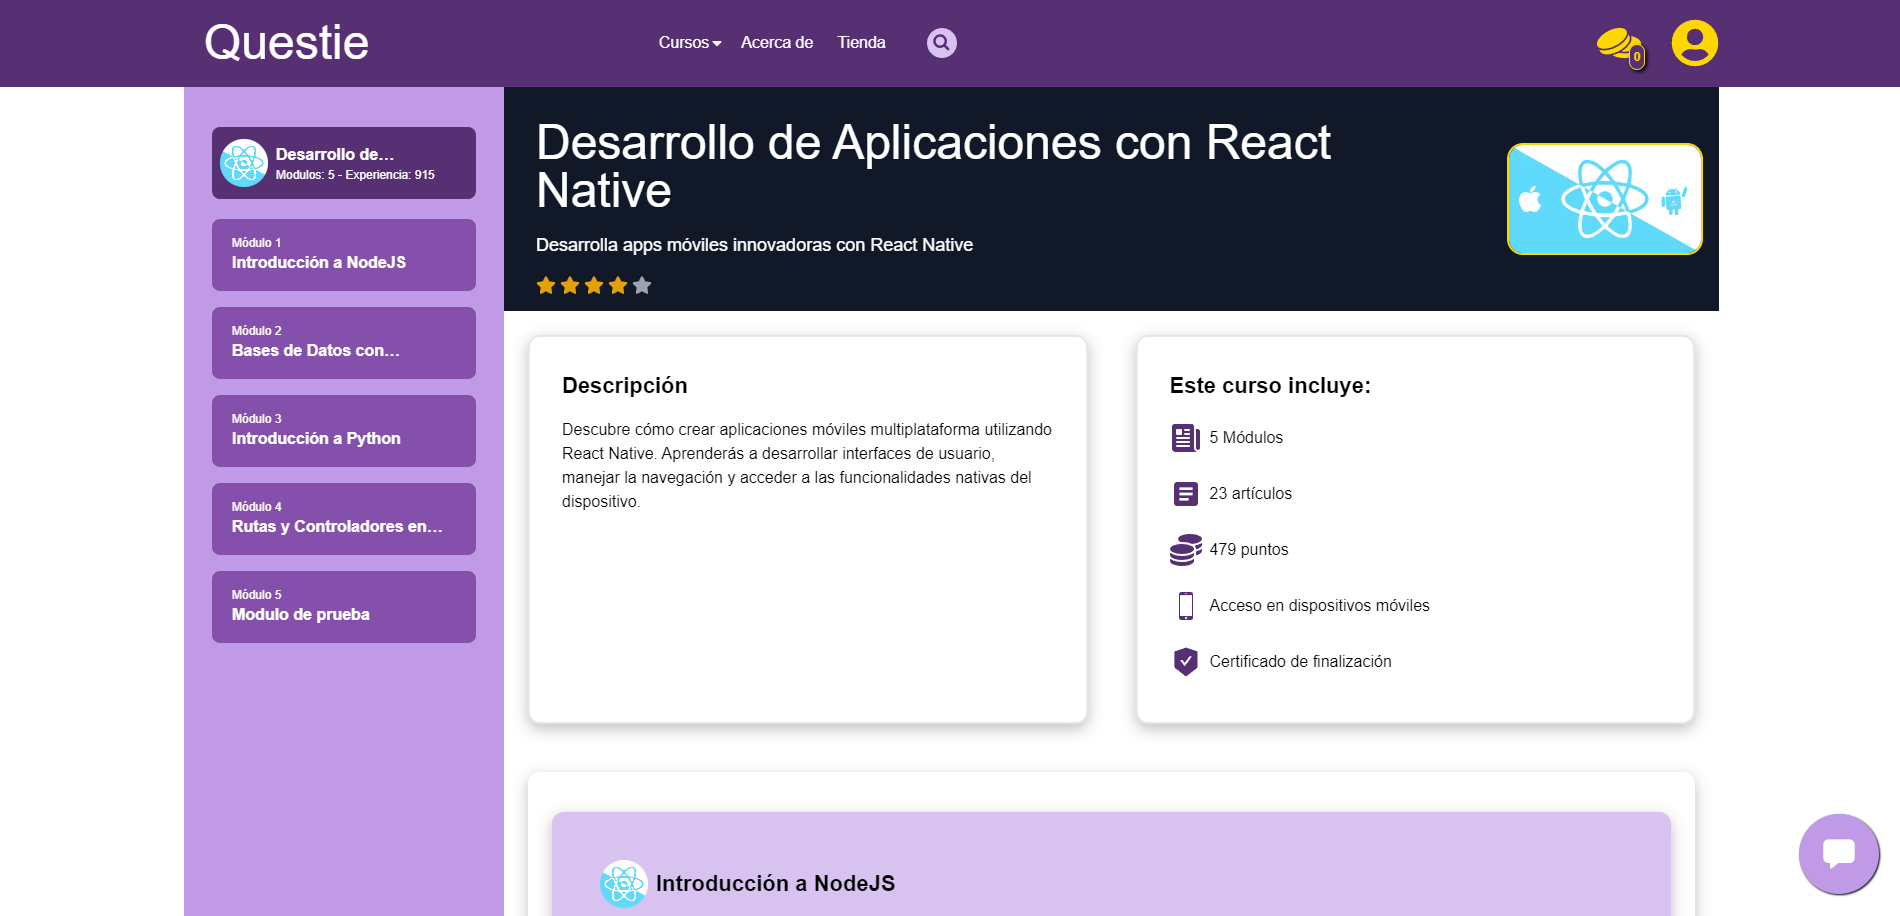 Questie
Cursos
Acerca de
Tienda
0
Desarrollo de...
Modulos: 5 - Experiencia: 915
Módulo 1
Introducción a NodeJS
Módulo 2
Bases de Datos con...
Módulo 3
Introducción a Python
Módulo 4
Rutas y Controladores en...
Módulo 5
Modulo de prueba
Desarrollo de Aplicaciones con React
Native
Desarrolla apps móviles innovadoras con React Native
Descripción
Descubre cómo crear aplicaciones móviles multiplataforma utilizando
React Native. Aprenderás a desarrollar interfaces de usuario,
manejar la navegación y acceder a las funcionalidades nativas del
dispositivo.
Este curso incluye:
5 Módulos
23 artículos
479 puntos
Acceso en dispositivos móviles
Certificado de finalización
Introducción a NodeJS